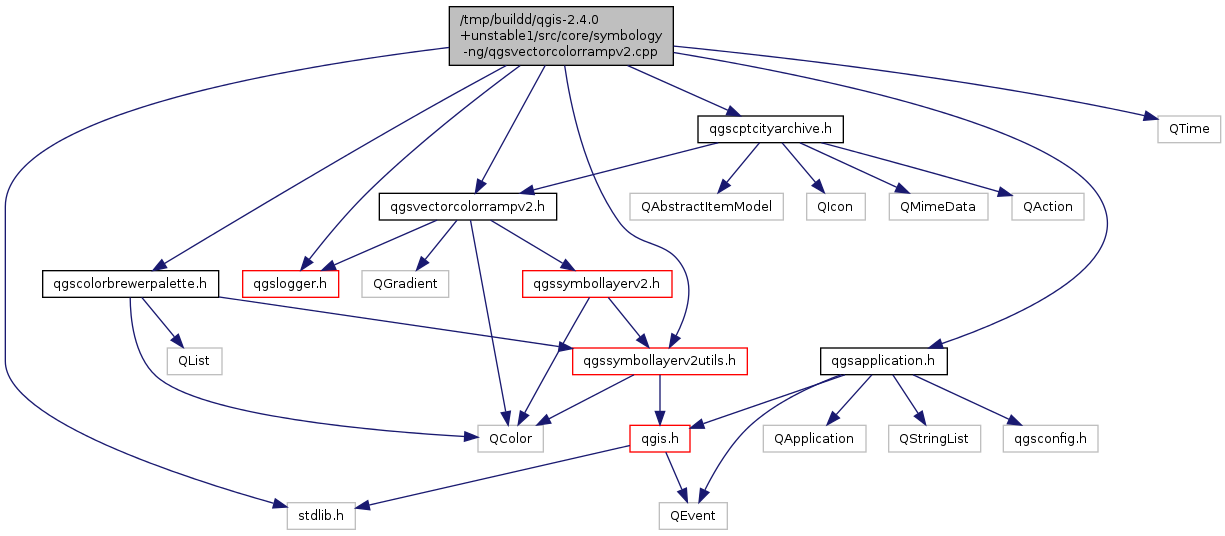 /tmp/buildd/qgis-2.4.0
+unstable1/src/core/symbology
-ng/qgsvectorcolorrampv2.cpp
qgscptcityarchive.h
QTime
qgsvectorcolorrampv2.h
QAbstractItemModel
QIcon
QMimeData
QAction
qgscolorbrewerpalette.h
qgslogger.h
QGradient
qgssymbollayerv2.h
QList
qgssymbollayerv2utils.h
qgsapplication.h
QColor
qgis.h
QApplication
QStringList
qgsconfig.h
stdlib.h
QEvent